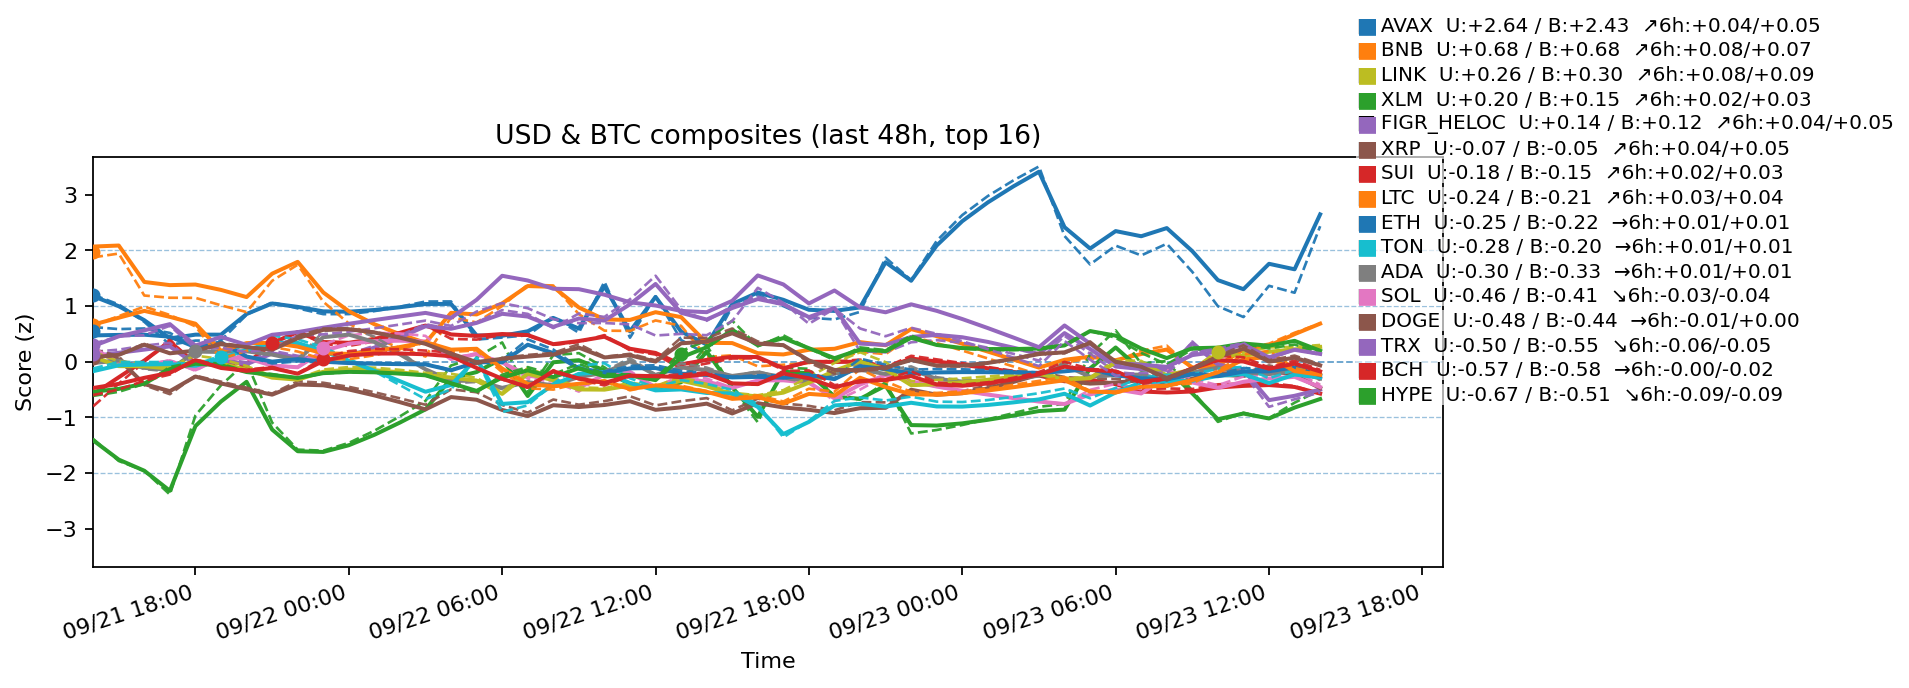 AVAX U:+2.64 / B:+2.43 ↗6h:+0.04/+0.05
BNB U:+0.68 / B:+0.68 ↗6h:+0.08/+0.07
LINK U:+0.26 / B:+0.30 ↗6h:+0.08/+0.09
XLM U:+0.20 / B:+0.15 ↗6h:+0.02/+0.03
FIGR_HELOC U:+0.14 / B:+0.12 ↗6h:+0.04/+0.05
XRP U:-0.07 / B:-0.05 ↗6h:+0.04/+0.05
SUI U:-0.18 / B:-0.15 ↗6h:+0.02/+0.03
LTC U:-0.24 / B:-0.21 ↗6h:+0.03/+0.04
ETH U:-0.25 / B:-0.22 →6h:+0.01/+0.01
TON U:-0.28 / B:-0.20 →6h:+0.01/+0.01
ADA U:-0.30 / B:-0.33 →6h:+0.01/+0.01
SOL U:-0.46 / B:-0.41 ↘6h:-0.03/-0.04
DOGE U:-0.48 / B:-0.44 →6h:-0.01/+0.00
TRX U:-0.50 / B:-0.55 ↘6h:-0.06/-0.05
BCH U:-0.57 / B:-0.58 →6h:-0.00/-0.02
HYPE U:-0.67 / B:-0.51 ↘6h:-0.09/-0.09
USD & BTC composites (last 48h, top 16)
Score (z)
3
2
1
0
−1
−2
−3
09/21 18:00
09/22 00:00
09/22 06:00
09/22 12:00
09/22 18:00
09/23 00:00
09/23 06:00
09/23 12:00
09/23 18:00
Time